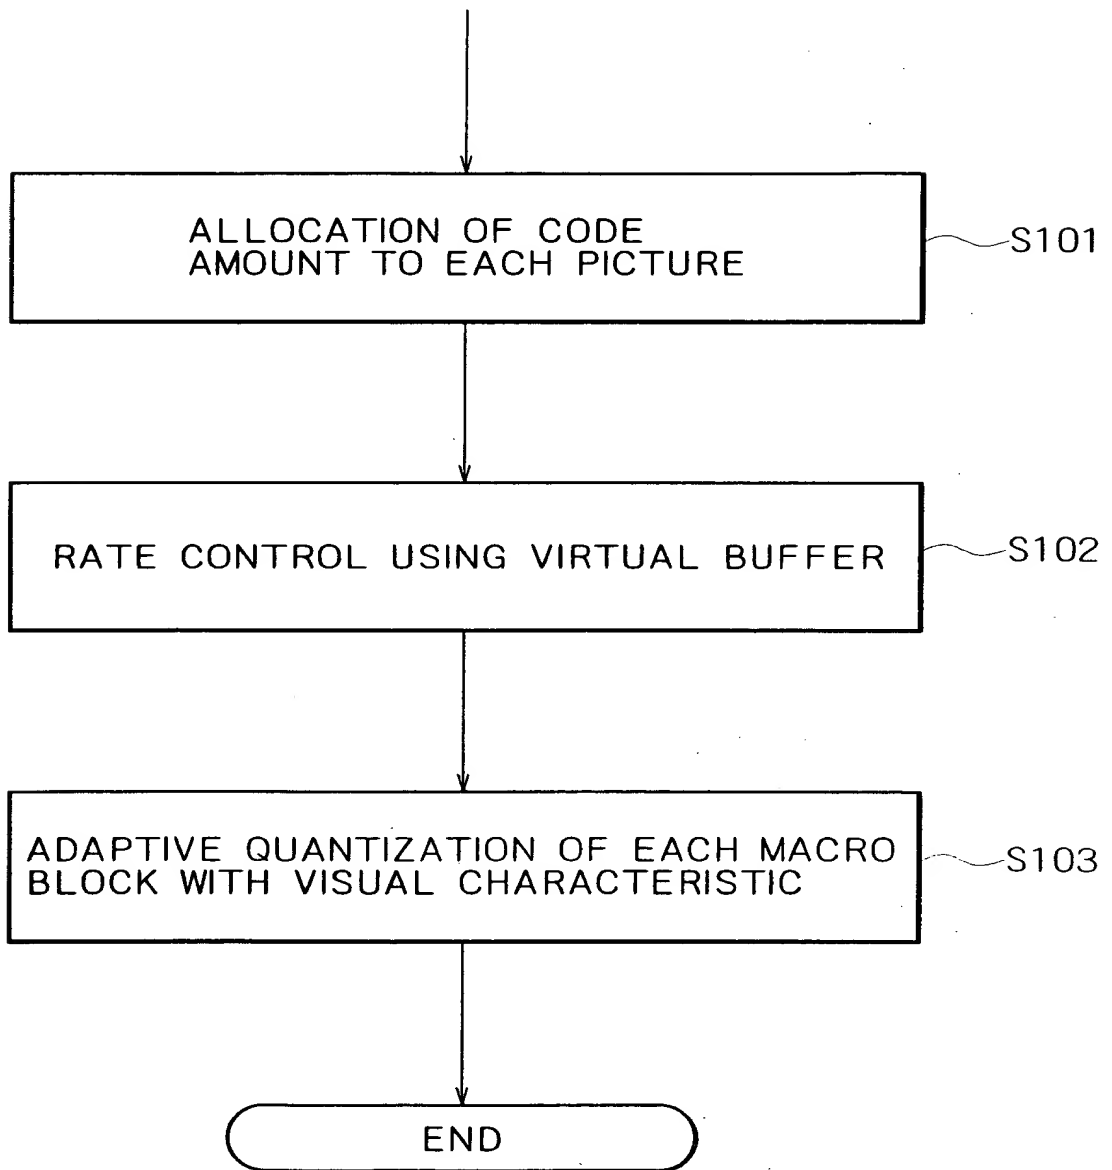 ALLOCATION OF CODE
AMOUNT TO EACH PICTURE
S101
RATE CONTROL USING VIRTUAL BUFFER
S102
ADAPTIVE QUANTIZATION OF EACH MACRO
BLOCK WITH VISUAL CHARACTERISTIC
S103
END